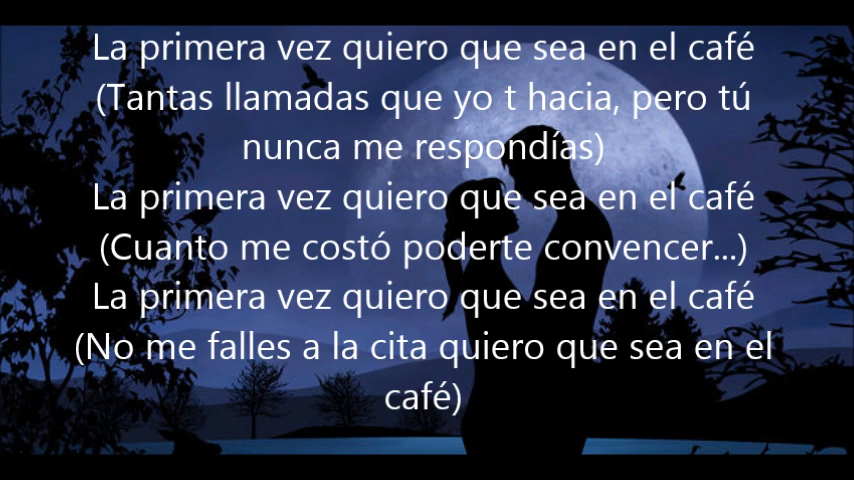 La primera vez quiero que sea en el café
(Tantas llamadas que yo t hacia, pero tú
nunca me respondías)
La primera vez quiero que sea en el café
(Cuanto me costó poderte convencer...)
La primera vez quiero que sea en el café
(No me falles a la cita quiero que sea en el
café)